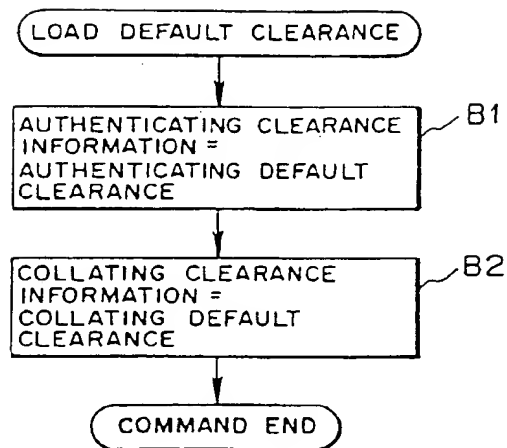 LOAD DEFAULT CLEARANCE
AUTHENTICATING CLEARANCE
INFORMATION =
AUTHENTICATING DEFAULT
CLEARANCE
B1
COLLATING CLEARANCE
INFORMATION =
COLLATING DEFAULT
CLEARANCE
B2
COMMAND END